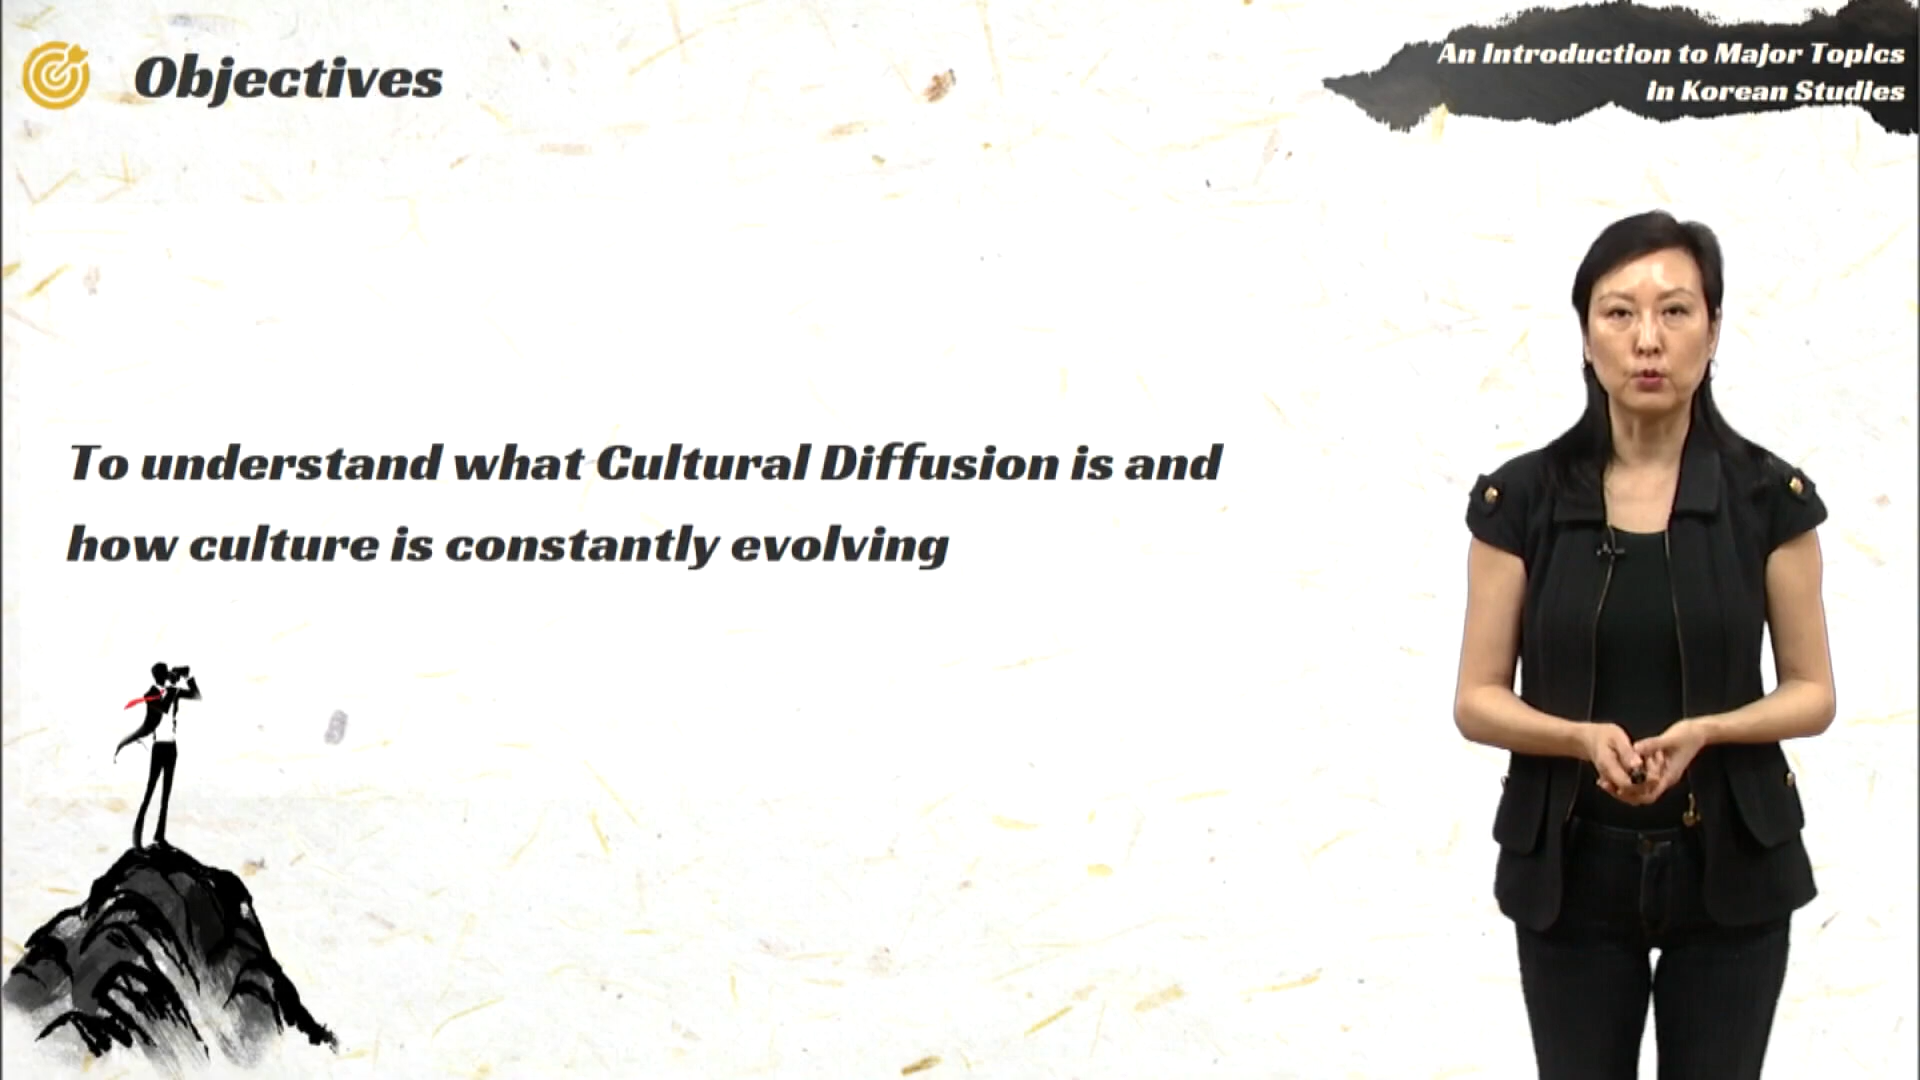 Objectives
An Introduction to Major Topics
in Korean Studies
To understand what Cultural Diffusion is and
how culture is constantly evolving